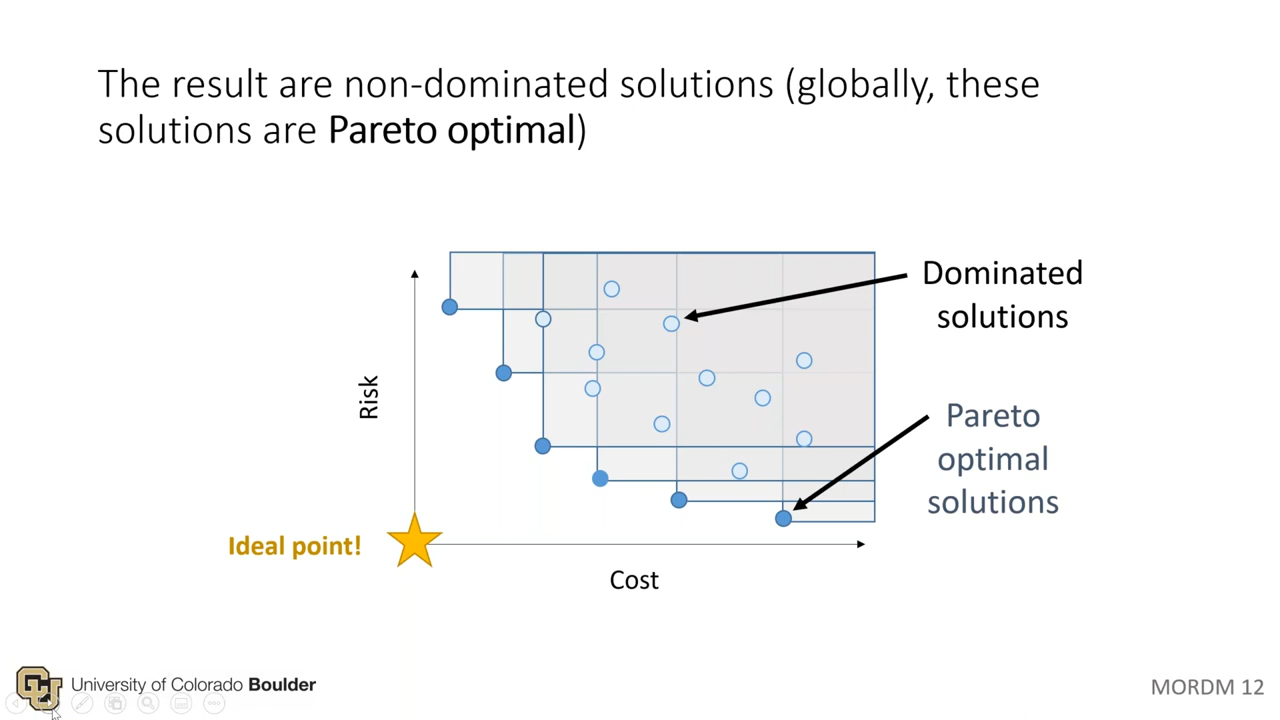 The result are non-dominated solutions (globally, these
solutions are Pareto optimal)
Dominated
solutions
Risk
Pareto
optimal
solutions
Ideal point!
Cost
University of Colorado Boulder
MORDM 12